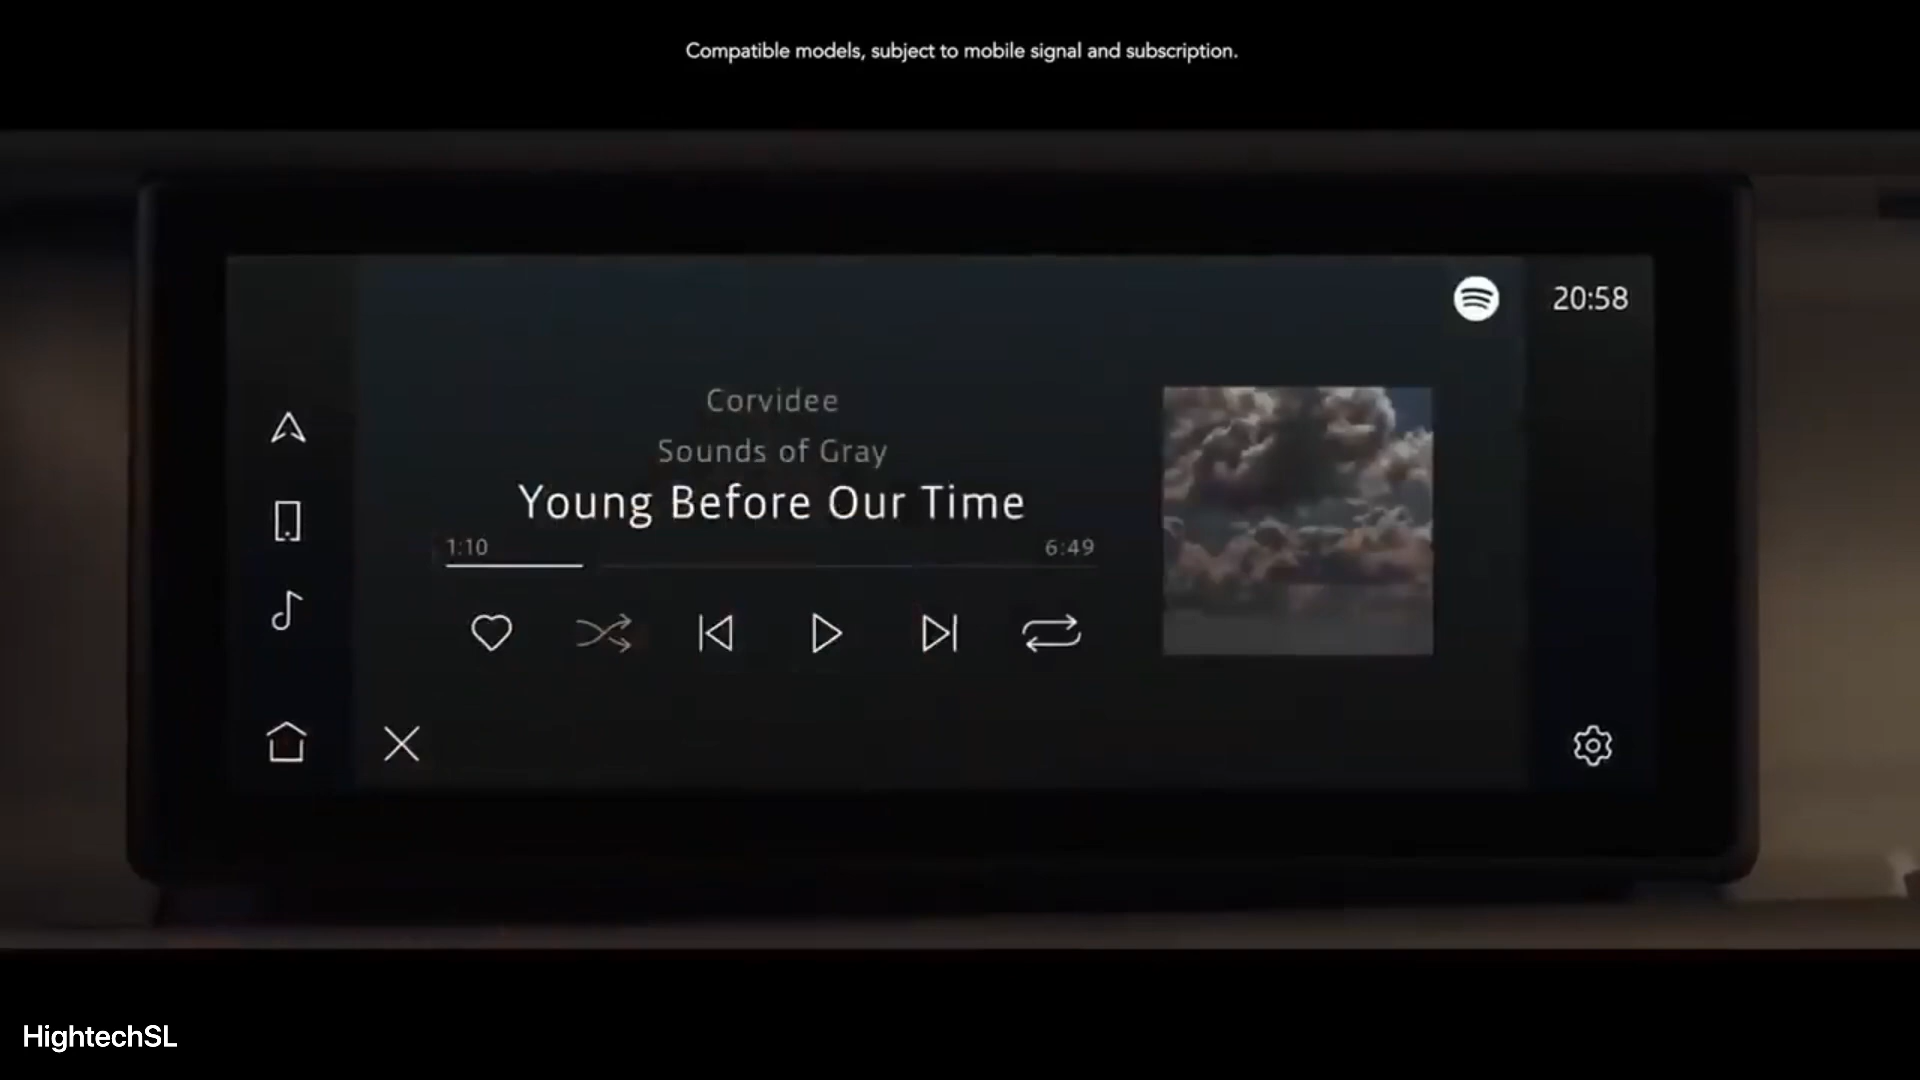 Compatible models, subject to mobile signal and subscription.
20:58
Corvidee
Sounds of Gray
Young Before Our Time
1:10
6:49
HightechSL